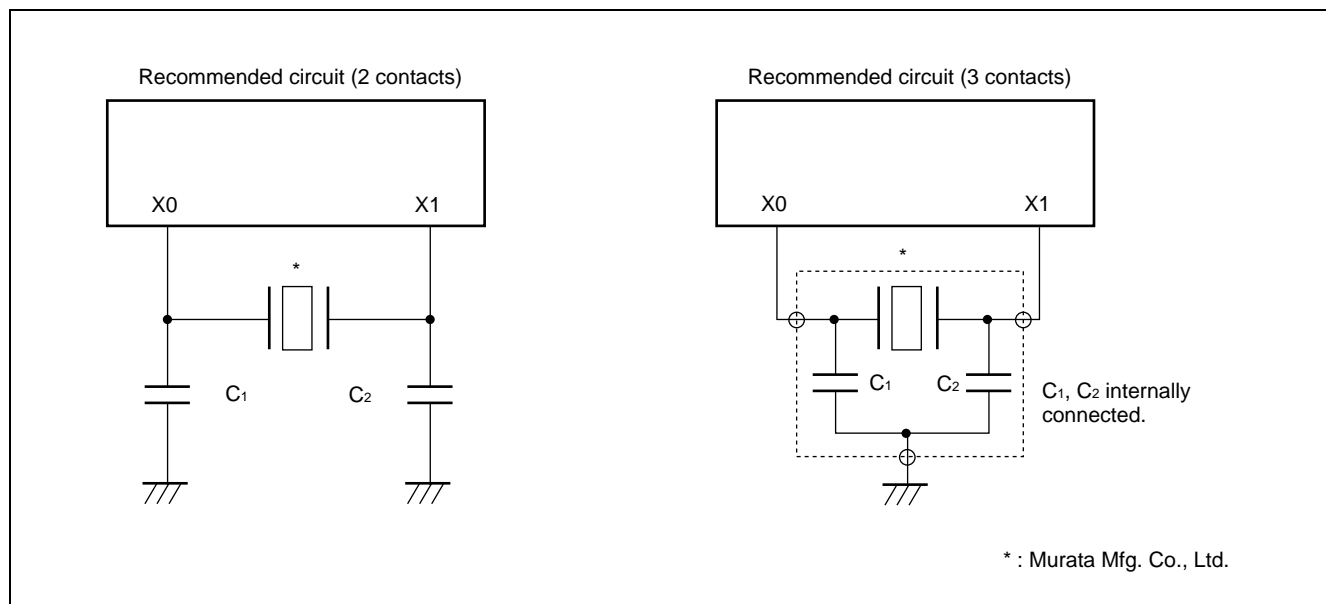 Recommended circuit (2 contacts)
X0
X1
*
C1
C2
Recommended circuit (3 contacts)
X0
X1
*
C1
C2
C1, C2 internally
connected.
* : Murata Mfg. Co., Ltd.